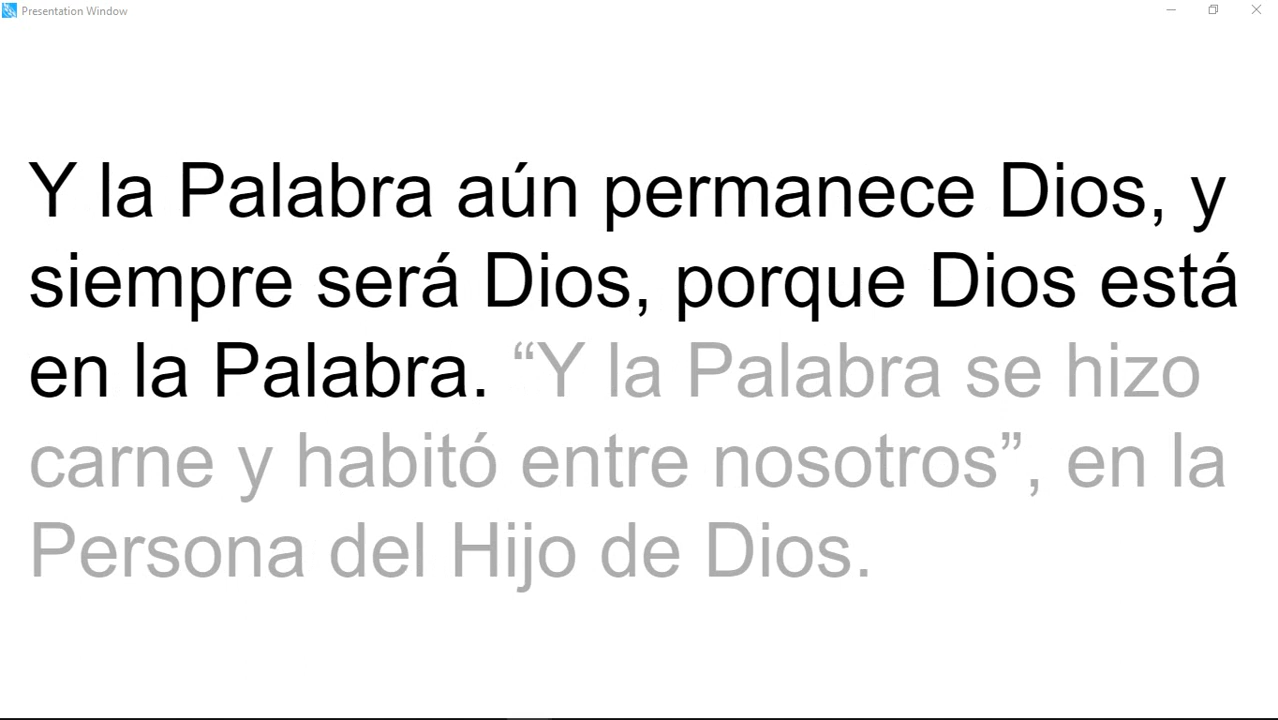 Presentation Window
Y la Palabra aún permanece Dios, y
siempre será Dios, porque Dios está
en la Palabra. “Y la Palabra se hizo
carne y habitó entre nosotros”, en la
Persona del Hijo de Dios.